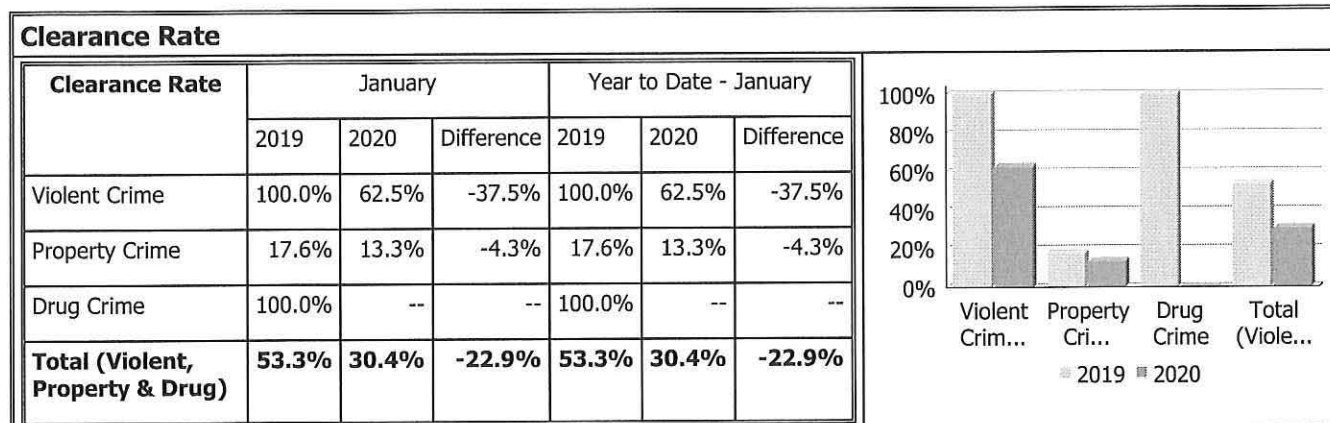 Clearance Rate
Clearance Rate January Year to Date - January
2019 2020 Difference 2019 2020 Difference
Violent Crime 100.0% 62.5% -37.5% 100.0% 62.5% -37.5%
Property Crime 17.6% 13.3% -4.3% 17.6% 13.3% -4.3%
Drug Crime 100.0% -- -- 100.0% -- --
Total (Violent, 53.3% 30.4% -22.9% 53.3% 30.4% -22.9%
Property & Drug)
100%
80%
60%
40%
20%
0%
Violent Property Drug Total
Crim... Cri... Crime (Viole...
2019 2020